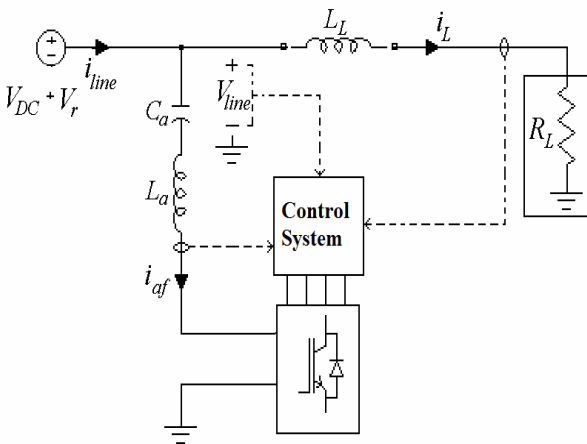 L_L
i_L
i_line
V_DC + V_r
+
V_line
-
C_a
R_L
L_a
Control
System
i_af